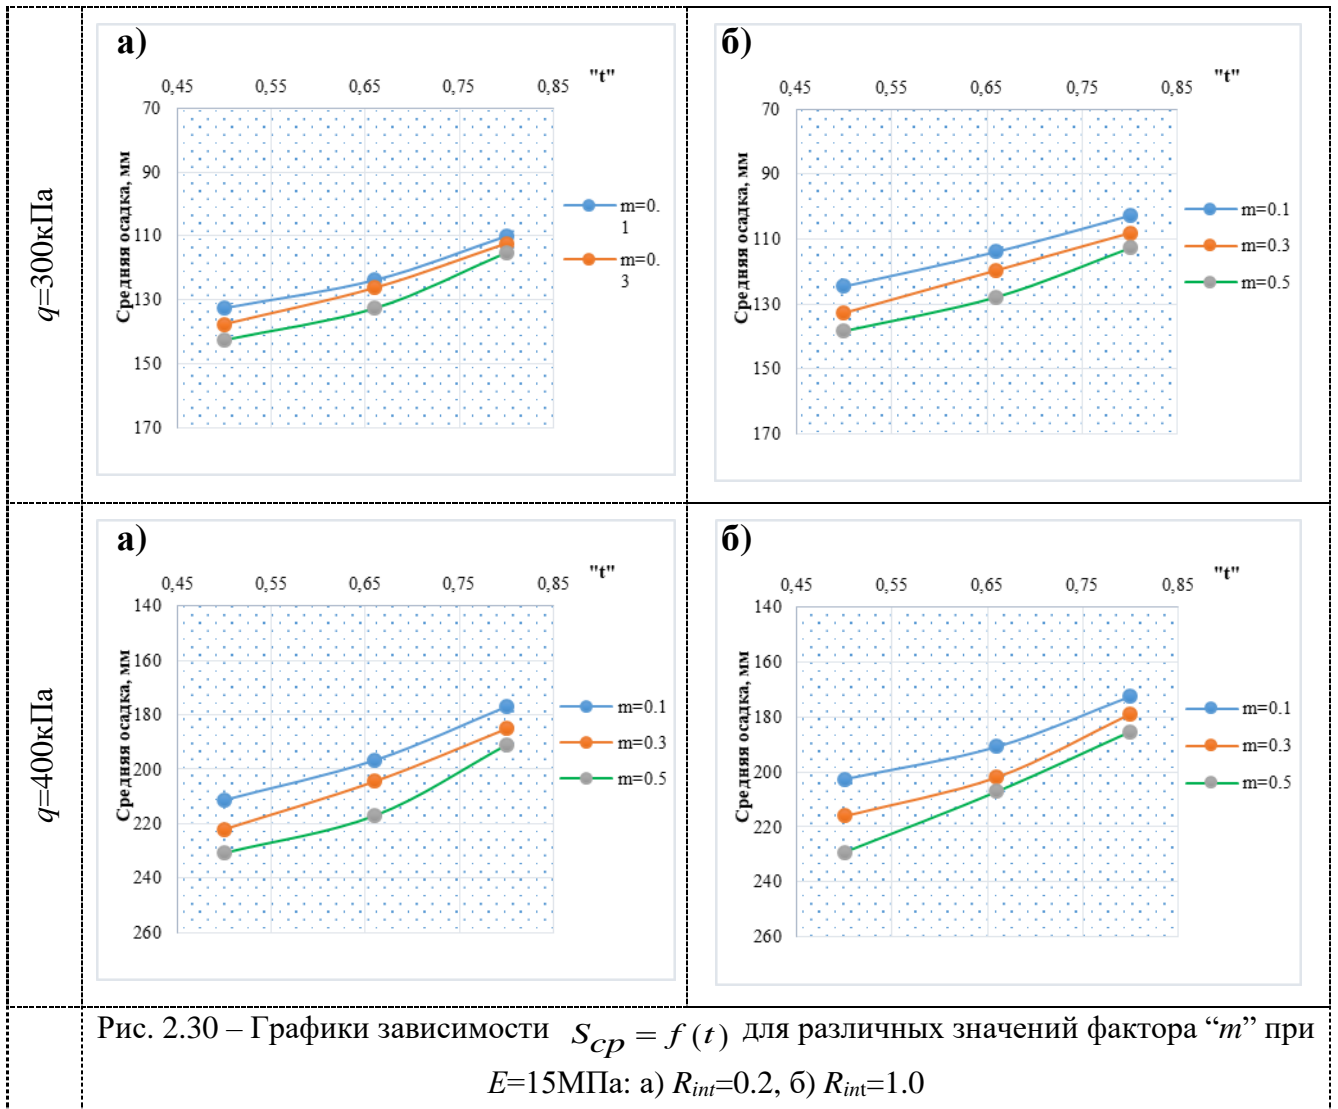 q=300кПа
а)
"t"
0,45 0,55 0,65 0,75 0,85
70
90
110
130
150
170
Средняя осадка, мм
m=0.
1
m=0.
3
б)
"t"
0,45 0,55 0,65 0,75 0,85
70
90
110
130
150
170
Средняя осадка, мм
m=0.1
m=0.3
m=0.5
q=400кПа
а)
"t"
0,45 0,55 0,65 0,75 0,85
140
160
180
200
220
240
260
Средняя осадка, мм
m=0.1
m=0.3
m=0.5
б)
"t"
0,45 0,55 0,65 0,75 0,85
140
160
180
200
220
240
260
Средняя осадка, мм
m=0.1
m=0.3
m=0.5
Рис. 2.30 – Графики зависимости S_cp = f (t) для различных значений фактора “m” при
E=15МПа: а) R_int=0.2, б) R_int=1.0